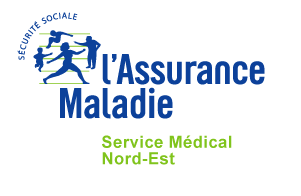 SÉCURITÉ SOCIALE
l'Assurance
Maladie
Service Médical
Nord-Est